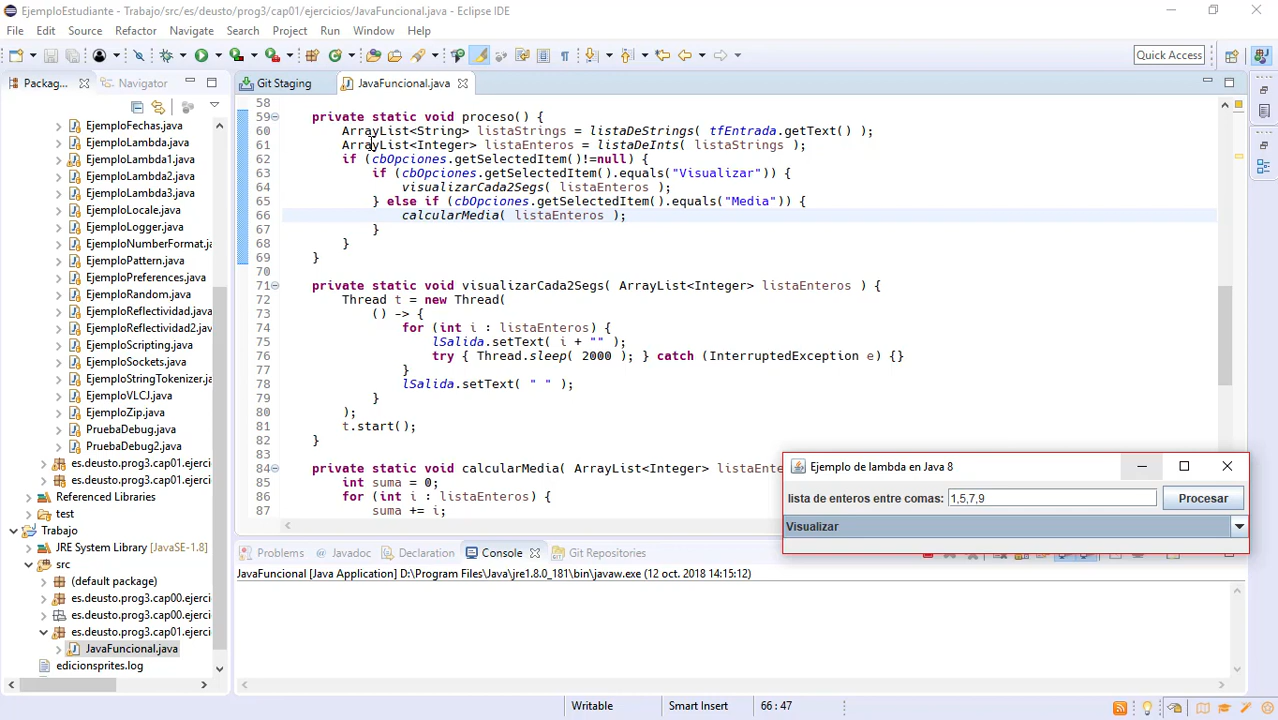 EjemploEstudiante - Trabajo/src/es/deusto/prog3/cap01/ejercicios/JavaFuncional.java - Eclipse IDE
File Edit Source Refactor Navigate Search Project Run Window Help
Quick Access
Packag...
Navigator
EjemploFechas.java
EjemploLambda.java
EjemploLambda1.java
EjemploLambda2.java
EjemploLambda3.java
EjemploLocale.java
EjemploLogger.java
EjemploNumberFormat.ja
EjemploPattern.java
EjemploPreferences.java
EjemploRandom.java
EjemploReflectividad.java
EjemploReflectividad2.jav
EjemploScripting.java
EjemploSockets.java
EjemploStringTokenizer.ja
EjemploVLCJ.java
EjemploZip.java
PruebaDebug.java
PruebaDebug2.java
es.deusto.prog3.cap01.ejerci
es.deusto.prog3.cap01.ejerci
Referenced Libraries
test
Trabajo
JRE System Library [JavaSE-1.8]
src
(default package)
es.deusto.prog3.cap00.ejerci
es.deusto.prog3.cap00.ejerci
es.deusto.prog3.cap01.ejerci
JavaFuncional.java
edicionsprites.log
Git Staging
JavaFuncional.java
58
59 private static void proceso() {
60 ArrayList<String> listaStrings = listaDeStrings( tfEntrada.getText() );
61 ArrayList<Integer> listaEnteros = listaDeInts( listaStrings );
62 if (cbOpciones.getSelectedItem()!=null) {
63 if (cbOpciones.getSelectedItem().equals("Visualizar")) {
64 visualizarCada2Segs( listaEnteros );
65 } else if (cbOpciones.getSelectedItem().equals("Media")) {
66 calcularMedia( listaEnteros );
67 }
68 }
69 }
70
71 private static void visualizarCada2Segs( ArrayList<Integer> listaEnteros ) {
72 Thread t = new Thread(
73 () -> {
74 for (int i : listaEnteros) {
75 lSalida.setText( i + "" );
76 try { Thread.sleep( 2000 ); } catch (InterruptedException e) {}
77 }
78 lSalida.setText( " " );
79 }
80 );
81 t.start();
82 }
83
84 private static void calcularMedia( ArrayList<Integer> listaEnt
85 int suma = 0;
86 for (int i : listaEnteros) {
87 suma += i;
Ejemplo de lambda en Java 8
lista de enteros entre comas: 1,5,7,9 Procesar
Visualizar
Problems Javadoc Declaration Console Git Repositories
JavaFuncional [Java Application] D:\Program Files\Java\jre1.8.0_181\bin\javaw.exe (12 oct. 2018 14:15:12)
Writable Smart Insert 66 : 47